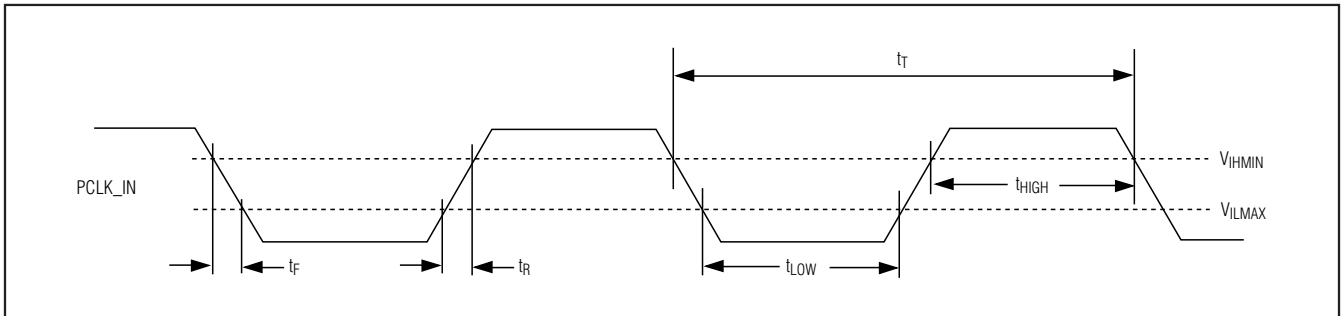 tT
VIHMIN
PCLK_IN
tHIGH
VILMAX
tF
tR
tLOW